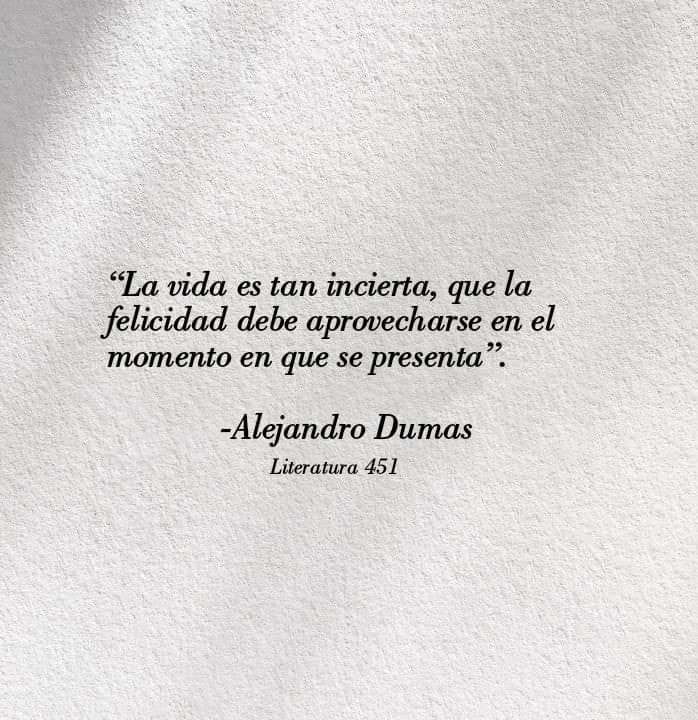 “La vida es tan incierta, que la
felicidad debe aprovecharse en el
momento en que se presenta”.
-Alejandro Dumas
Literatura 451